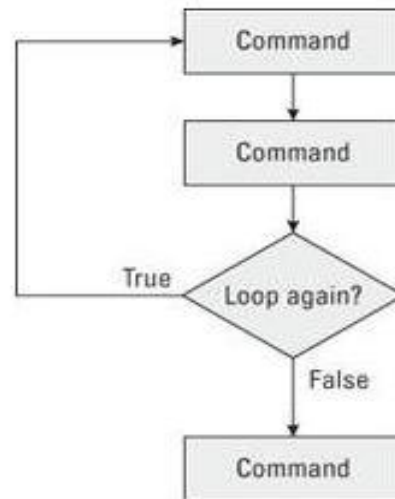 Command
Command
True
Loop again?
False
Command